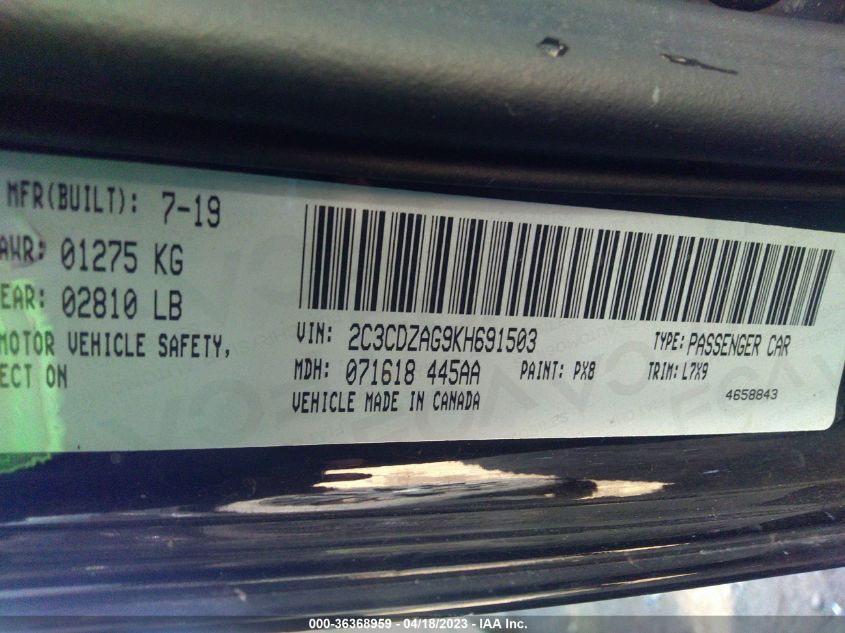 MFR(BUILT): 7-19
AWR: 01275 KG
EAR: 02810 LB
MOTOR VEHICLE SAFETY,
ECT ON
VIN: 2C3CDZAG9KH691503 TYPE: PASSENGER CAR
MDH: 071618 445AA PAINT: PX8 TRIM: L7X9
VEHICLE MADE IN CANADA 4658843
000-36368959 - 04/18/2023 - IAA Inc.